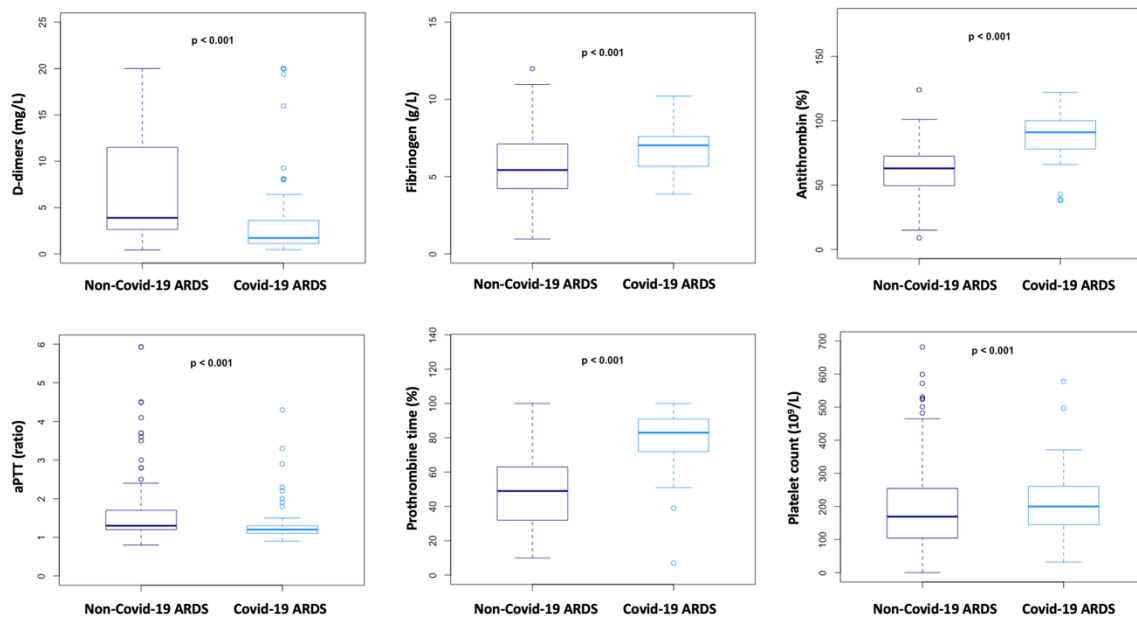 D-dimers (mg/L)
25
20
15
10
5
0
p < 0.001
Non-Covid-19 ARDS Covid-19 ARDS
Fibrinogen (g/L)
15
10
5
0
p < 0.001
Non-Covid-19 ARDS Covid-19 ARDS
Antithrombin (%)
150
100
50
0
p < 0.001
Non-Covid-19 ARDS Covid-19 ARDS
aPTT (ratio)
6
5
4
3
2
1
0
p < 0.001
Non-Covid-19 ARDS Covid-19 ARDS
Prothrombine time (%)
140
120
100
80
60
40
20
0
p < 0.001
Non-Covid-19 ARDS Covid-19 ARDS
Platelet count (10⁹/L)
700
600
500
400
300
200
100
0
p < 0.001
Non-Covid-19 ARDS Covid-19 ARDS